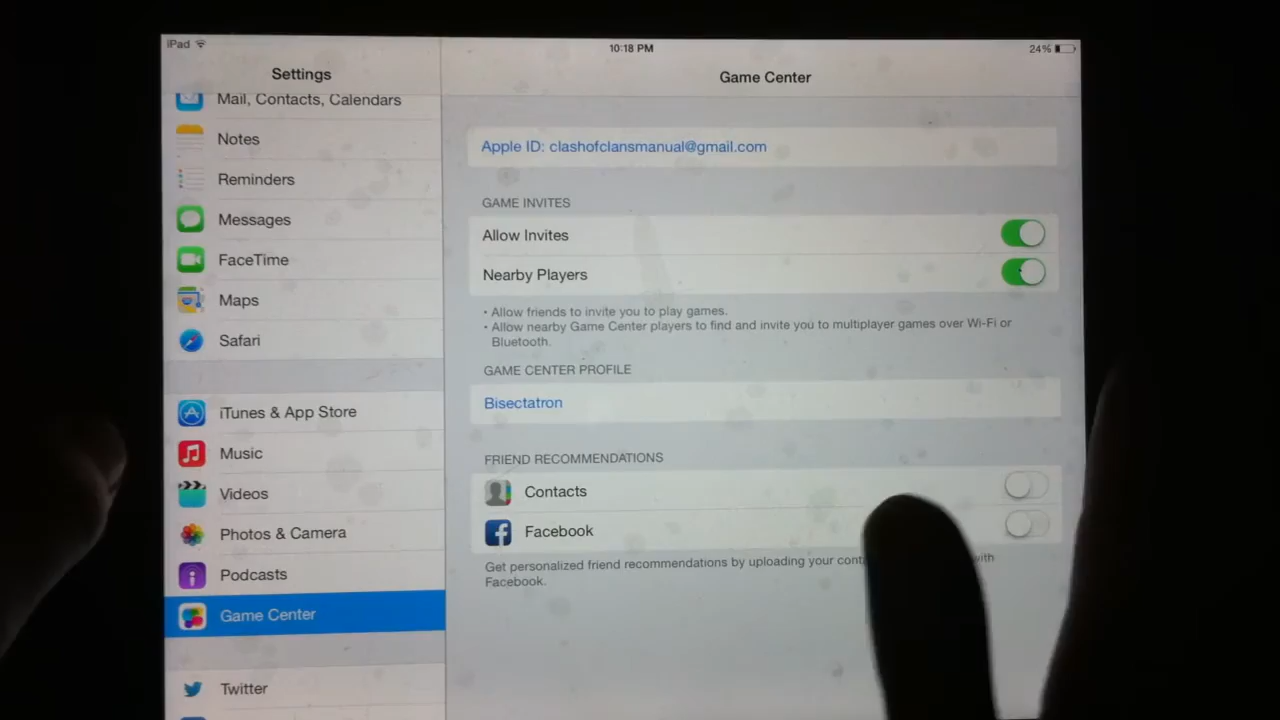 iPad
10:18 PM
24%
Settings
Game Center
Mail, Contacts, Calendars
Notes
Reminders
Messages
FaceTime
Maps
Safari
iTunes & App Store
Music
Videos
Photos & Camera
Podcasts
Game Center
Twitter
Apple ID: clashofclansmanual@gmail.com
GAME INVITES
Allow Invites
Nearby Players
• Allow friends to invite you to play games.
• Allow nearby Game Center players to find and invite you to multiplayer games over Wi-Fi or
Bluetooth.
GAME CENTER PROFILE
Bisectatron
FRIEND RECOMMENDATIONS
Contacts
Facebook
Get personalized friend recommendations by uploading your with
Facebook.